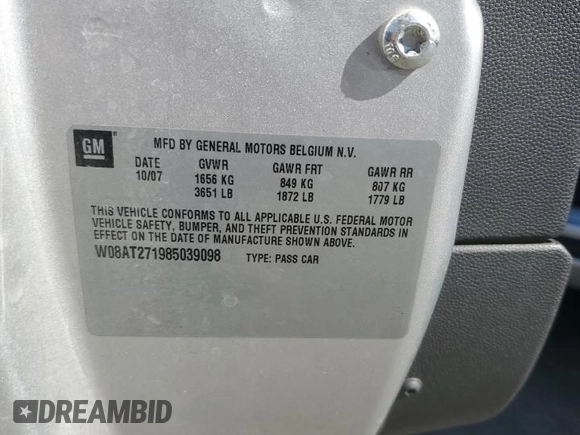 GM
MFD BY GENERAL MOTORS BELGIUM N.V.
DATE GVWR GAWR FRT GAWR RR
10/07 1656 KG 849 KG 807 KG
3651 LB 1872 LB 1779 LB
THIS VEHICLE CONFORMS TO ALL APPLICABLE U.S. FEDERAL MOTOR
VEHICLE SAFETY, BUMPER, AND THEFT PREVENTION STANDARDS IN
EFFECT ON THE DATE OF MANUFACTURE SHOWN ABOVE.
W08AT271985039098 TYPE: PASS CAR
DREAMBID